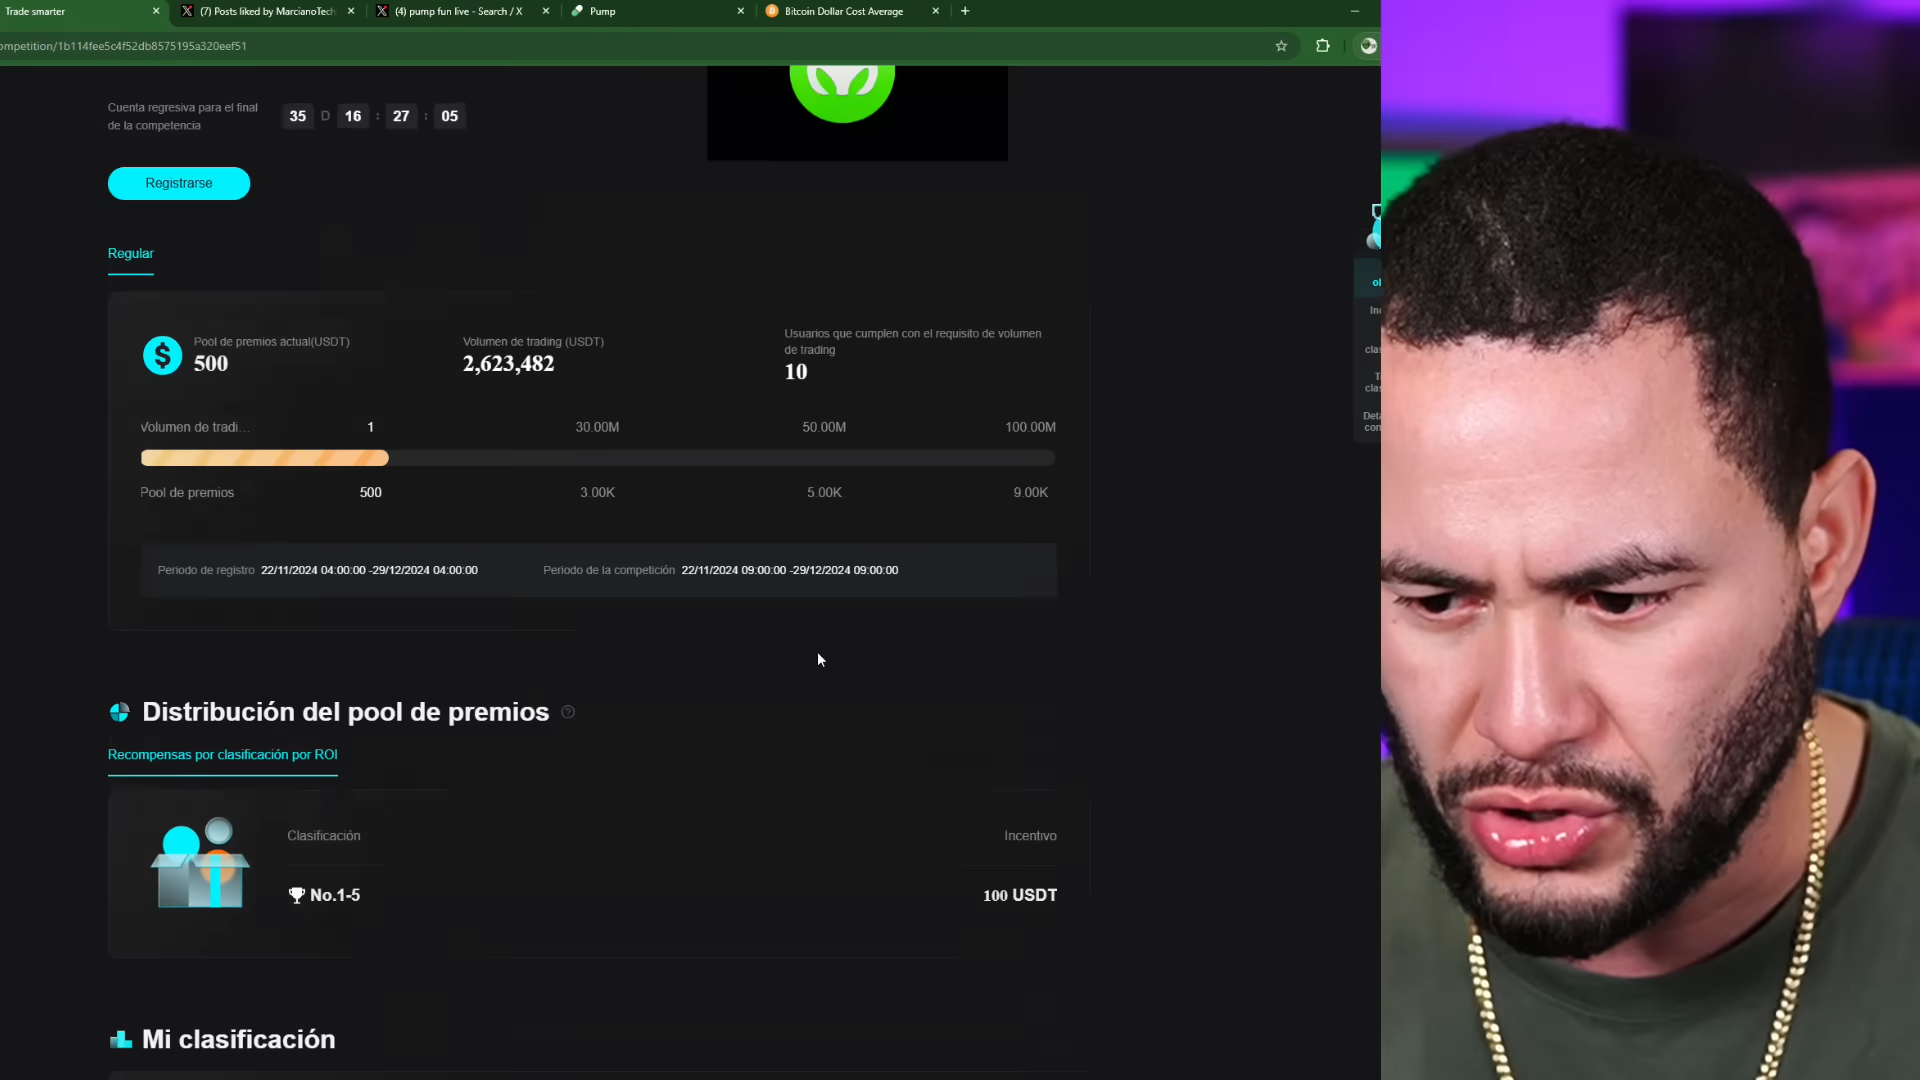 Trade smarter
(7) Posts liked by MarcianoTech
(4) pump fun live - Search / X
Pump
Bitcoin Dollar Cost Average
ompetition/1b114fee5c4f52db8575195a320eef51
Cuenta regresiva para el final
de la competencia
35 D 16 : 27 : 05
Registrarse
Regular
Pool de premios actual(USDT)
500
Volumen de trading (USDT)
2,623,482
Usuarios que cumplen con el requisito de volumen
de trading
10
Volumen de tradi... 1 30.00M 50.00M 100.00M
Pool de premios 500 3.00K 5.00K 9.00K
Periodo de registro 22/11/2024 04:00:00 -29/12/2024 04:00:00 Periodo de la competición 22/11/2024 09:00:00 -29/12/2024 09:00:00
Distribución del pool de premios
Recompensas por clasificación por ROI
Clasificación Incentivo
No.1-5 100 USDT
Mi clasificación